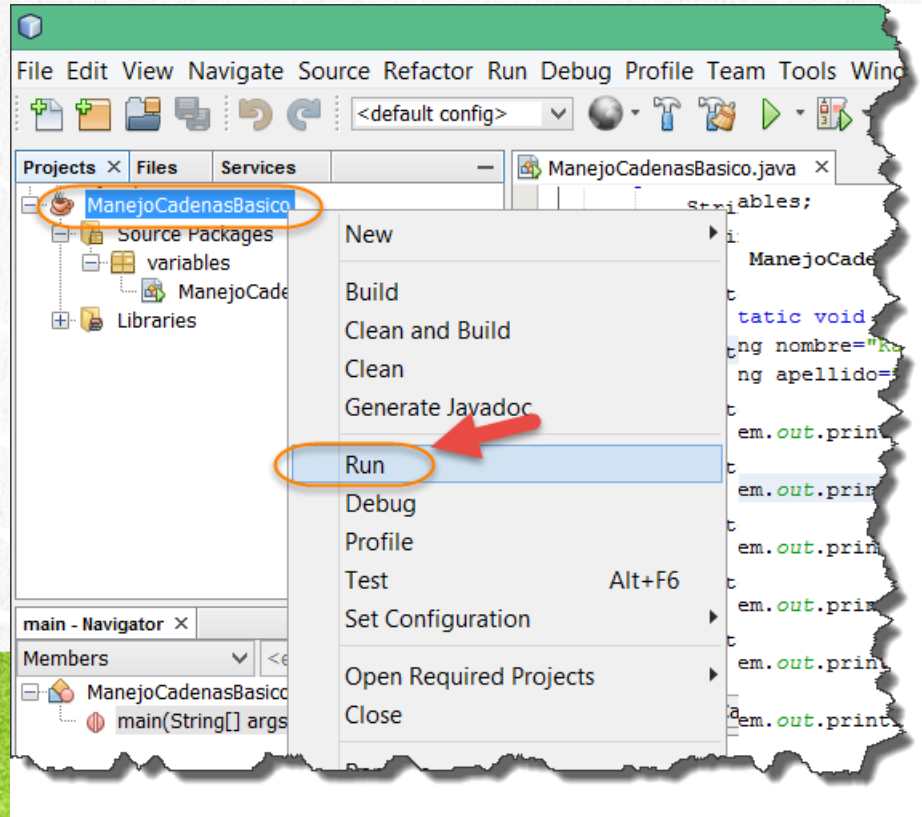 File Edit View Navigate Source Refactor Run Debug Profile Team Tools Wind
<default config>
Projects Files Services
ManejoCadenasBasico
Source Packages
variables
ManejoCade
Libraries
ManejoCadenasBasico.java
ables;
ManejoCade
tatic void
ng nombre="
ng apellido=
em.out.print
em.out.prin
em.out.prin
em.out.prin
em.out.print
em.out.print
New
Build
Clean and Build
Clean
Generate Javadoc
Run
Debug
Profile
Test Alt+F6
Set Configuration
Open Required Projects
Close
main - Navigator
Members <e
ManejoCadenasBasico
main(String[] args